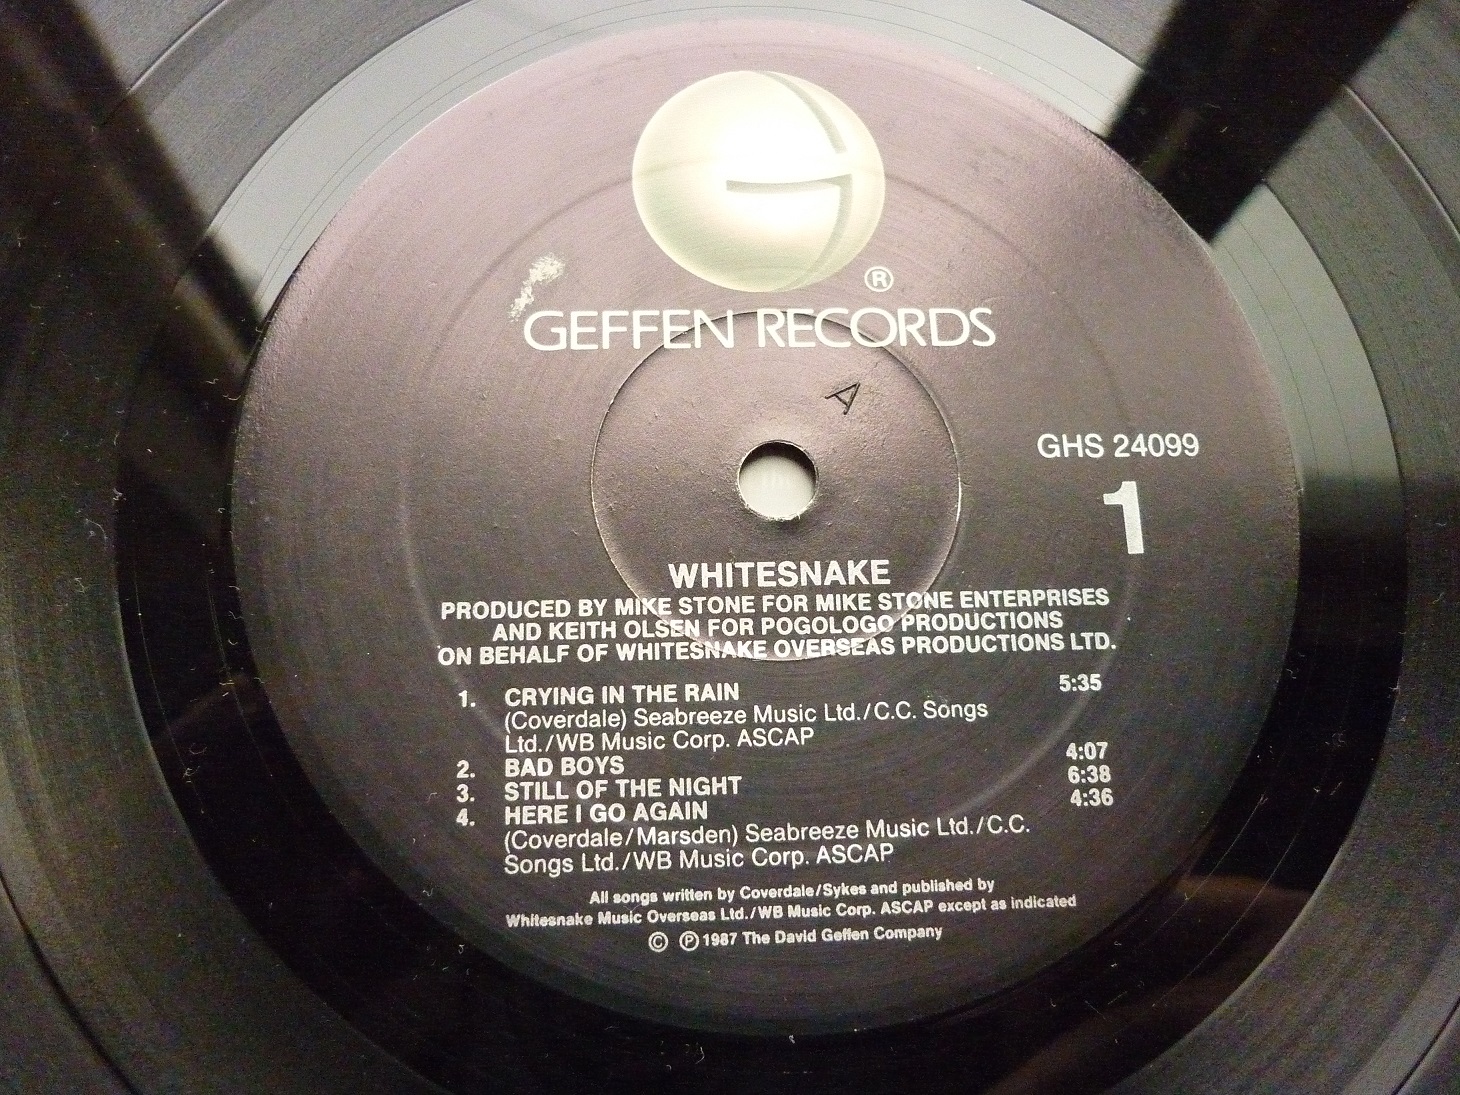 ®
GEFFEN RECORDS
A
GHS 24099
1
WHITESNAKE
PRODUCED BY MIKE STONE FOR MIKE STONE ENTERPRISES
AND KEITH OLSEN FOR POGOLOGO PRODUCTIONS
ON BEHALF OF WHITESNAKE OVERSEAS PRODUCTIONS LTD.
1. CRYING IN THE RAIN 5:35
(Coverdale) Seabreeze Music Ltd./C.C. Songs
Ltd./WB Music Corp. ASCAP
2. BAD BOYS 4:07
3. STILL OF THE NIGHT 6:38
4. HERE I GO AGAIN 4:36
(Coverdale/Marsden) Seabreeze Music Ltd./C.C.
Songs Ltd./WB Music Corp. ASCAP
All songs written by Coverdale/Sykes and published by
Whitesnake Music Overseas Ltd./WB Music Corp. ASCAP except as indicated
© ℗ 1987 The David Geffen Company